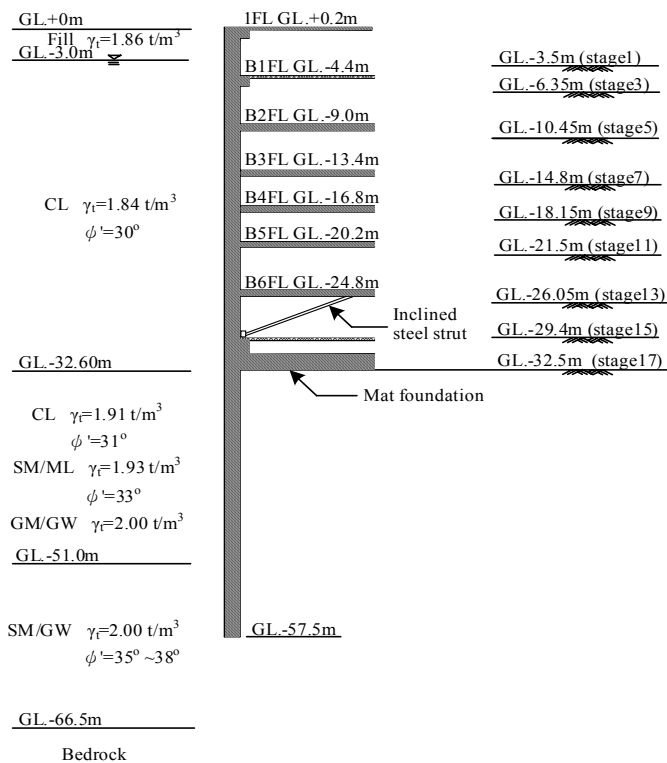 GL.+0m
Fill γt=1.86 t/m³
GL.-3.0m
CL γt=1.84 t/m³
ψ'=30°
GL.-32.60m
CL γt=1.91 t/m³
ψ'=31°
SM/ML γt=1.93 t/m³
ψ'=33°
GM/GW γt=2.00 t/m³
GL.-51.0m
SM/GW γt=2.00 t/m³
ψ'=35° ~38°
GL.-66.5m
Bedrock
1FL GL.+0.2m
B1FL GL.-4.4m
B2FL GL.-9.0m
B3FL GL.-13.4m
B4FL GL.-16.8m
B5FL GL.-20.2m
B6FL GL.-24.8m
Inclined
steel strut
Mat foundation
GL.-57.5m
GL.-3.5m (stage1)
GL.-6.35m (stage3)
GL.-10.45m (stage5)
GL.-14.8m (stage7)
GL.-18.15m (stage9)
GL.-21.5m (stage11)
GL.-26.05m (stage13)
GL.-29.4m (stage15)
GL.-32.5m (stage17)